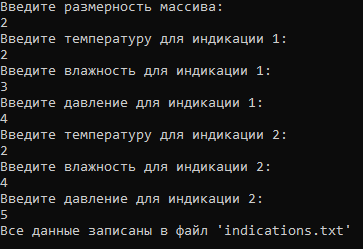 Введите размерность массива:
2
Введите температуру для индикации 1:
2
Введите влажность для индикации 1:
3
Введите давление для индикации 1:
4
Введите температуру для индикации 2:
2
Введите влажность для индикации 2:
4
Введите давление для индикации 2:
5
Все данные записаны в файл 'indications.txt'